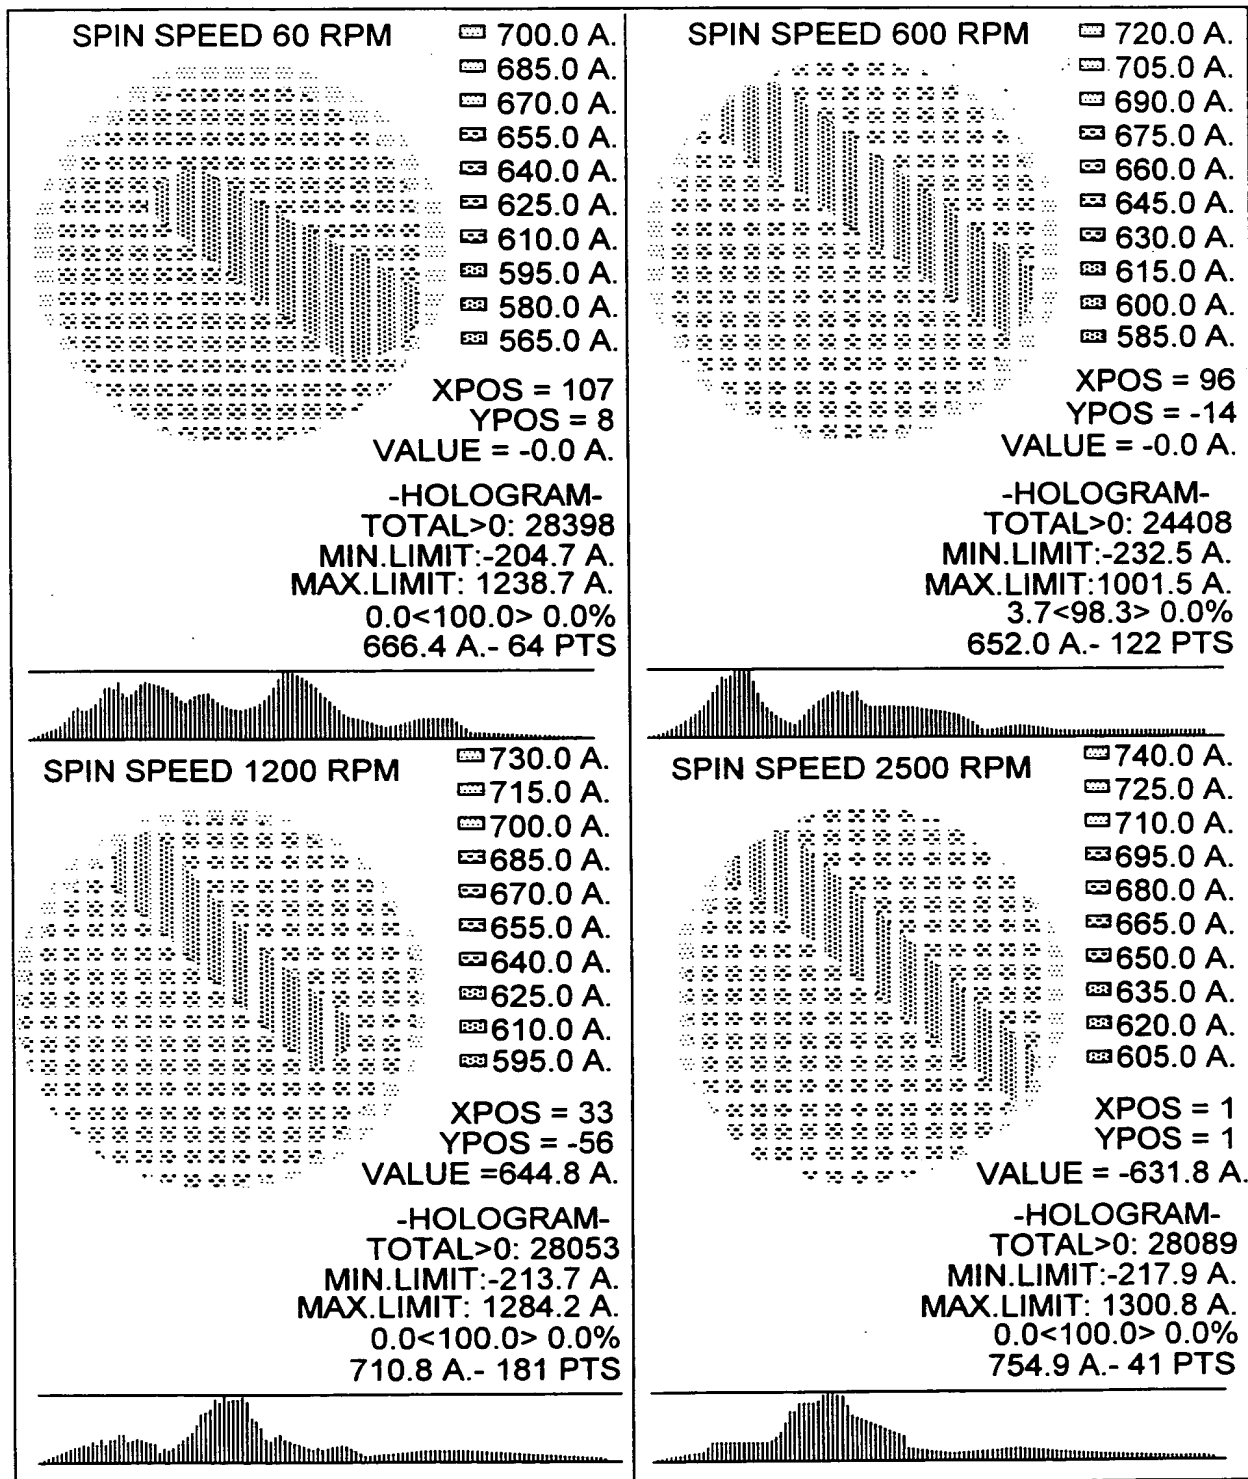 SPIN SPEED 60 RPM
700.0 A.
685.0 A.
670.0 A.
655.0 A.
640.0 A.
625.0 A.
610.0 A.
595.0 A.
580.0 A.
565.0 A.
XPOS = 107
YPOS = 8
VALUE = -0.0 A.
-HOLOGRAM-
TOTAL>0: 28398
MIN.LIMIT:-204.7 A.
MAX.LIMIT: 1238.7 A.
0.0<100.0> 0.0%
666.4 A.- 64 PTS
SPIN SPEED 600 RPM
720.0 A.
705.0 A.
690.0 A.
675.0 A.
660.0 A.
645.0 A.
630.0 A.
615.0 A.
600.0 A.
585.0 A.
XPOS = 96
YPOS = -14
VALUE = -0.0 A.
-HOLOGRAM-
TOTAL>0: 24408
MIN.LIMIT:-232.5 A.
MAX.LIMIT:1001.5 A.
3.7<98.3> 0.0%
652.0 A.- 122 PTS
SPIN SPEED 1200 RPM
730.0 A.
715.0 A.
700.0 A.
685.0 A.
670.0 A.
655.0 A.
640.0 A.
625.0 A.
610.0 A.
595.0 A.
XPOS = 33
YPOS = -56
VALUE =644.8 A.
-HOLOGRAM-
TOTAL>0: 28053
MIN.LIMIT:-213.7 A.
MAX.LIMIT: 1284.2 A.
0.0<100.0> 0.0%
710.8 A.- 181 PTS
SPIN SPEED 2500 RPM
740.0 A.
725.0 A.
710.0 A.
695.0 A.
680.0 A.
665.0 A.
650.0 A.
635.0 A.
620.0 A.
605.0 A.
XPOS = 1
YPOS = 1
VALUE = -631.8 A.
-HOLOGRAM-
TOTAL>0: 28089
MIN.LIMIT:-217.9 A.
MAX.LIMIT: 1300.8 A.
0.0<100.0> 0.0%
754.9 A.- 41 PTS